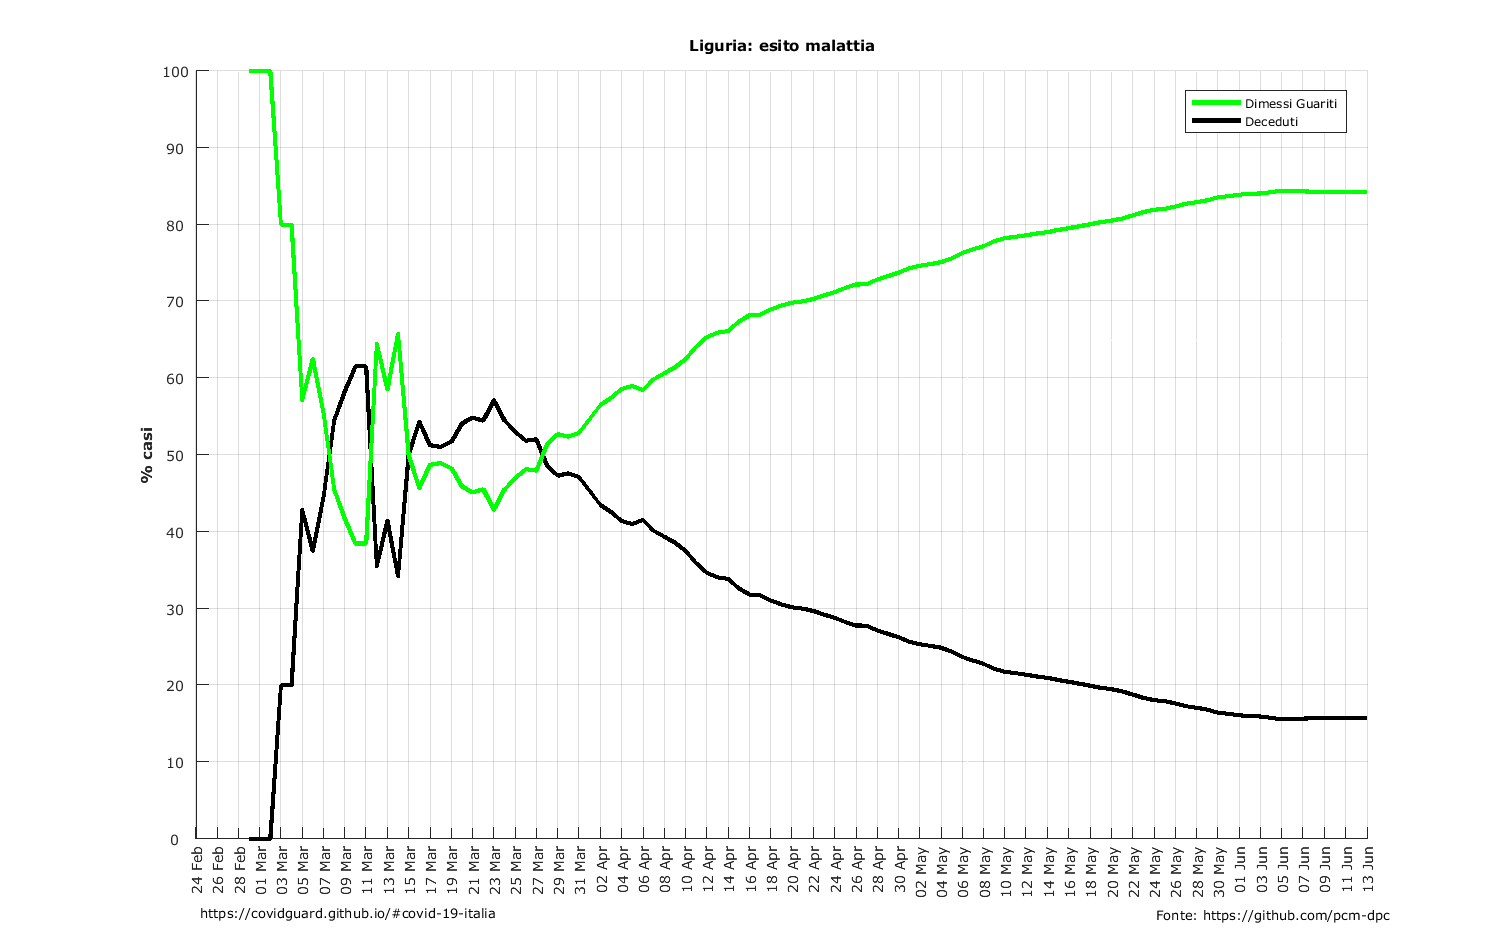 Liguria: esito malattia
Dimessi Guariti
Deceduti
% casi
100
90
80
70
60
50
40
30
20
10
0
24 Feb
26 Feb
28 Feb
01 Mar
03 Mar
05 Mar
07 Mar
09 Mar
11 Mar
13 Mar
15 Mar
17 Mar
19 Mar
21 Mar
23 Mar
25 Mar
27 Mar
29 Mar
31 Mar
02 Apr
04 Apr
06 Apr
08 Apr
10 Apr
12 Apr
14 Apr
16 Apr
18 Apr
20 Apr
22 Apr
24 Apr
26 Apr
28 Apr
30 Apr
02 May
04 May
06 May
08 May
10 May
12 May
14 May
16 May
18 May
20 May
22 May
24 May
26 May
28 May
30 May
01 Jun
03 Jun
05 Jun
07 Jun
09 Jun
11 Jun
13 Jun
https://covidguard.github.io/#covid-19-italia
Fonte: https://github.com/pcm-dpc